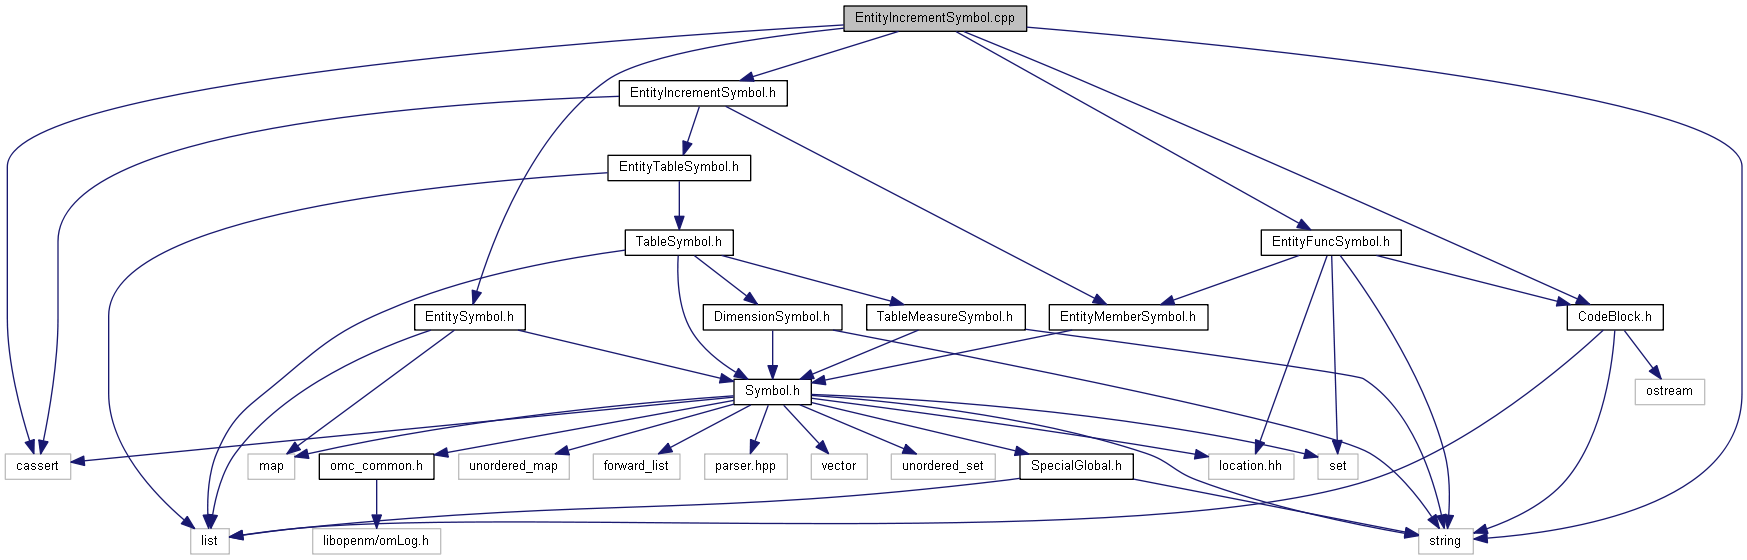 EntityIncrementSymbol.cpp
EntityIncrementSymbol.h
EntityTableSymbol.h
TableSymbol.h
EntityFuncSymbol.h
EntitySymbol.h
DimensionSymbol.h
TableMeasureSymbol.h
EntityMemberSymbol.h
CodeBlock.h
Symbol.h
ostream
cassert
map
omc_common.h
unordered_map
forward_list
parser.hpp
vector
unordered_set
SpecialGlobal.h
location.hh
set
list
libopenm/omLog.h
string